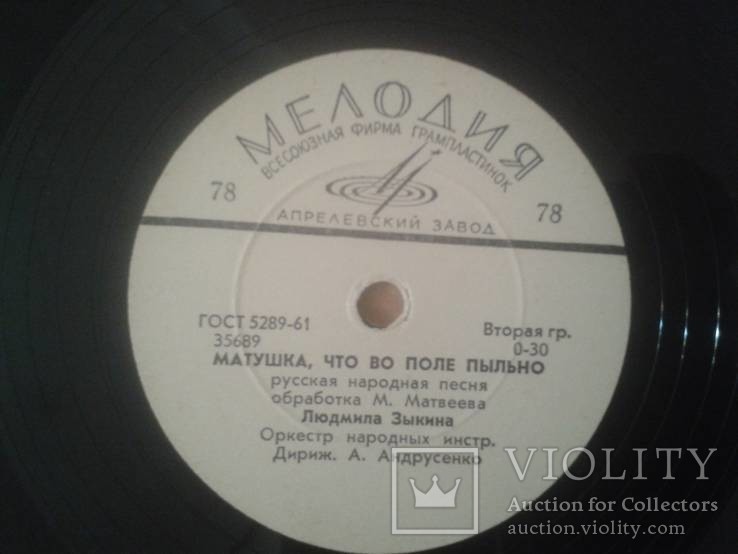 МЕЛОДИЯ
ВСЕСОЮЗНАЯ ФИРМА ГРАМПЛАСТИНОК
78
78
АПРЕЛЕВСКИЙ ЗАВОД
ГОСТ 5289-61
Вторая гр.
35689
0-30
МАТУШКА, ЧТО ВО ПОЛЕ ПЫЛЬНО
русская народная песня
обработка М. Матвеева
Людмила Зыкина
Оркестр народных инстр.
Дириж. А. Андрусенко
VIOLITY
Auction for Collectors
auction.violity.com